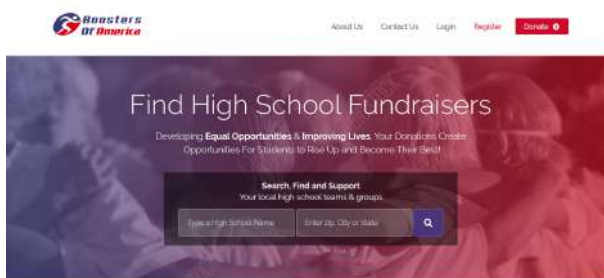 Boosters
Of America
About Us
Contact Us
Login
Register
Donate
Find High School Fundraisers
Developing Equal Opportunities & Improving Lives. Your Donations Create
Opportunities For Students to Rise Up and Become Their Best!
Search, Find and Support
Your local high school teams & groups
Type a High School Name
Enter zip, City or State